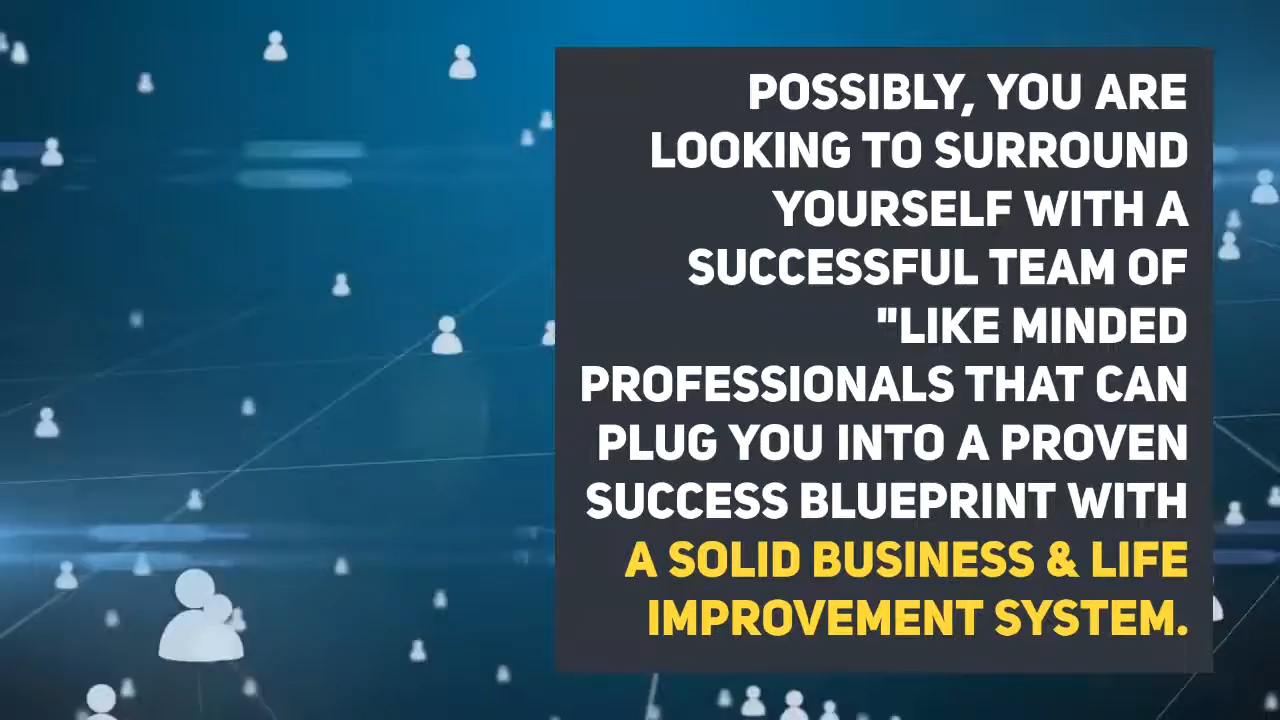 POSSIBLY, YOU ARE
LOOKING TO SURROUND
YOURSELF WITH A
SUCCESSFUL TEAM OF
"LIKE MINDED
PROFESSIONALS THAT CAN
PLUG YOU INTO A PROVEN
SUCCESS BLUEPRINT WITH
A SOLID BUSINESS & LIFE
IMPROVEMENT SYSTEM.